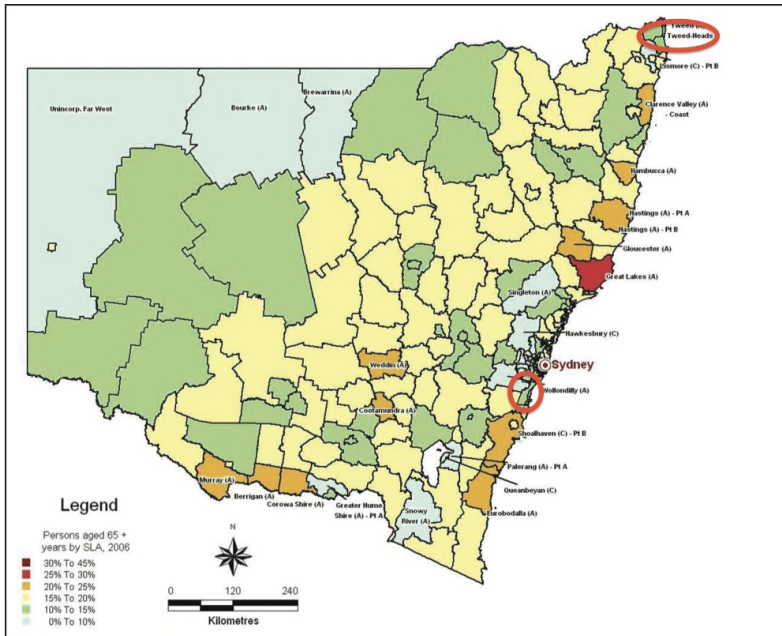 Tweed (A)
Tweed-Heads
Lismore (C) - Pt B
Brewarrina (A)
Unincorp. Far West
Bourke (A)
Clarence Valley (A)
- Coast
Nambucca (A)
Hastings (A) - Pt A
Hastings (A) - Pt B
Gloucester (A)
Great Lakes (A)
Singleton (A)
Hawkesbury (C)
Sydney
Weddin (A)
Wollondilly (A)
Cootamundra (A)
Shoalhaven (C) - Pt B
Palerang (A) - Pt A
Queanbeyan (C)
Murray (A)
Berrigan (A)
Corowa Shire (A)
Greater Hume
Shire (A) - Pt A
Snowy
River (A)
Eurobodalla (A)
Legend
Persons aged 65 +
years by SLA, 2006
30% To 45%
25% To 30%
20% To 25%
15% To 20%
10% To 15%
0% To 10%
N
0 120 240
Kilometres